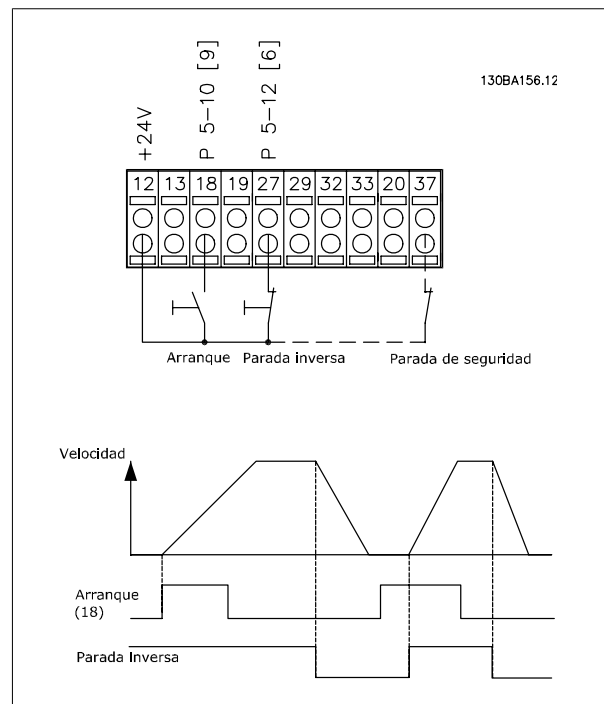 130BA156.12
+24V
P 5-10 [9]
P 5-12 [6]
12 13 18 19 27 29 32 33 20 37
Arranque
Parada inversa
Parada de seguridad
Velocidad
Arranque
(18)
Parada Inversa